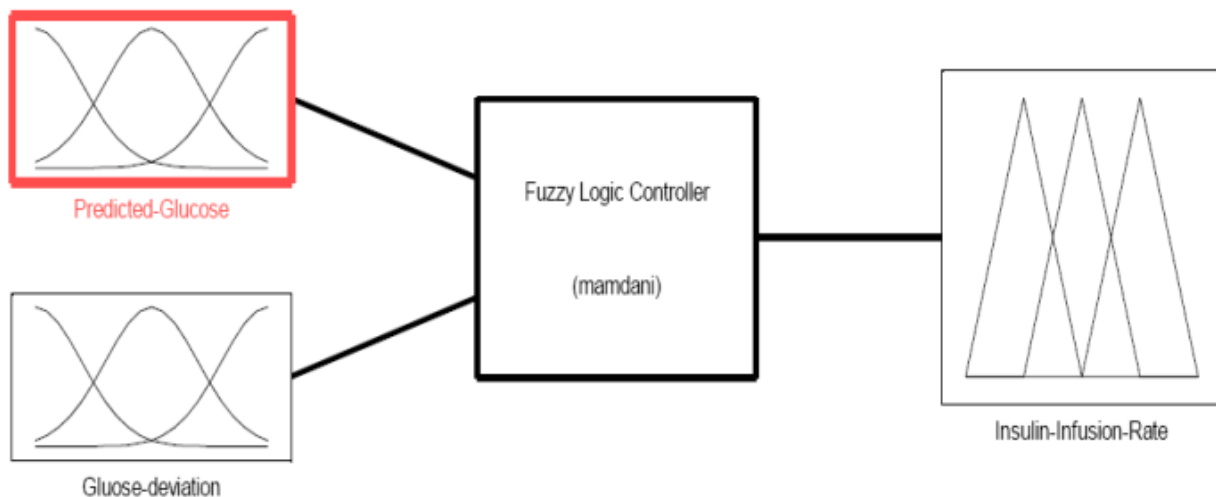 Predicted-Glucose
Gluose-deviation
Fuzzy Logic Controller
(mamdani)
Insulin-Infusion-Rate